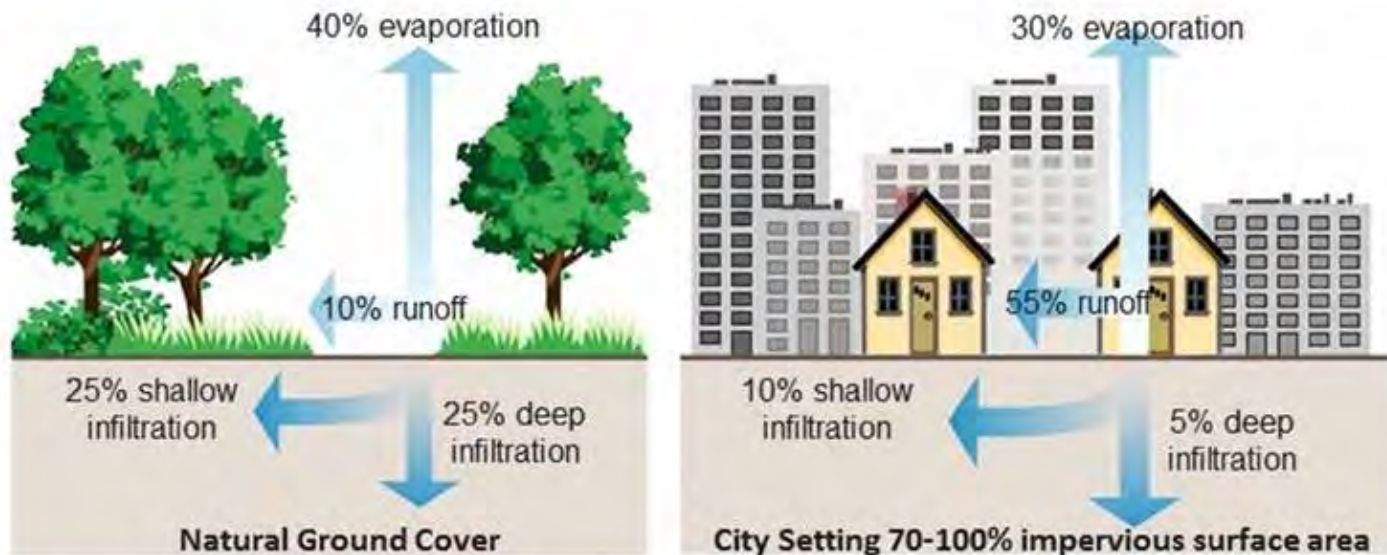 40% evaporation
10% runoff
25% shallow
infiltration
25% deep
infiltration
Natural Ground Cover
30% evaporation
55% runoff
10% shallow
infiltration
5% deep
infiltration
City Setting 70-100% impervious surface area